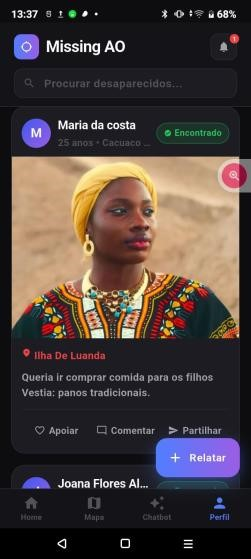 13:37
68%
Missing AO
1
Procurar desaparecidos...
M
Maria da costa
25 anos • Cacuaco ...
Encontrado
Ilha De Luanda
Queria ir comprar comida para os filhos
Vestia: panos tradicionais.
Apoiar
Comentar
Partilhar
+ Relatar
Joana Flores Al...
Home
Mapa
Chatbot
Perfil